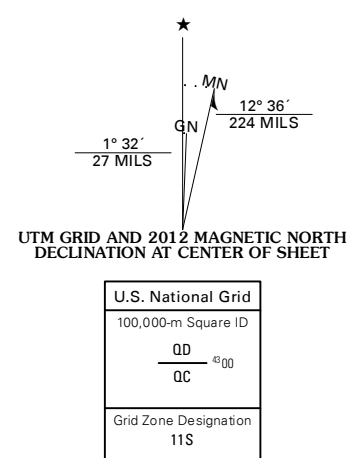 ★
MN
GN
12° 36´
224 MILS
1° 32´
27 MILS
UTM GRID AND 2012 MAGNETIC NORTH
DECLINATION AT CENTER OF SHEET
U.S. National Grid
100,000-m Square ID
QD
4300
QC
Grid Zone Designation
11S